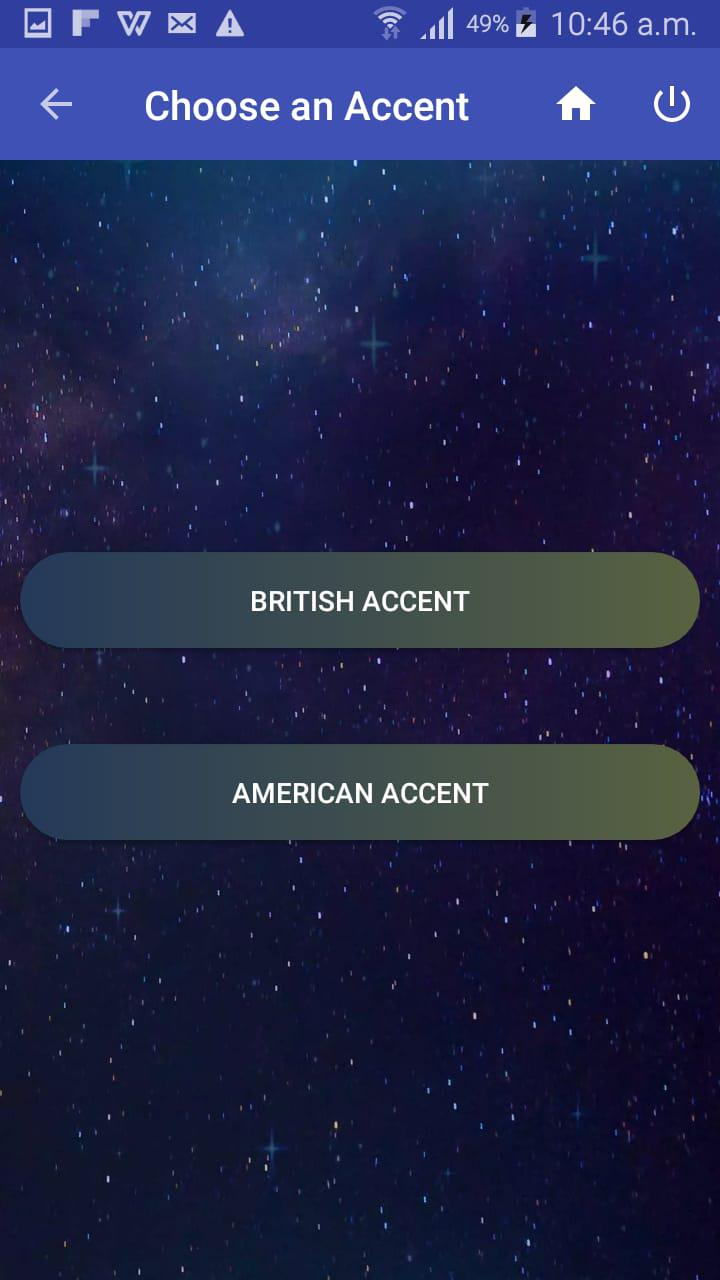 49% 10:46 a.m.
Choose an Accent
BRITISH ACCENT
AMERICAN ACCENT